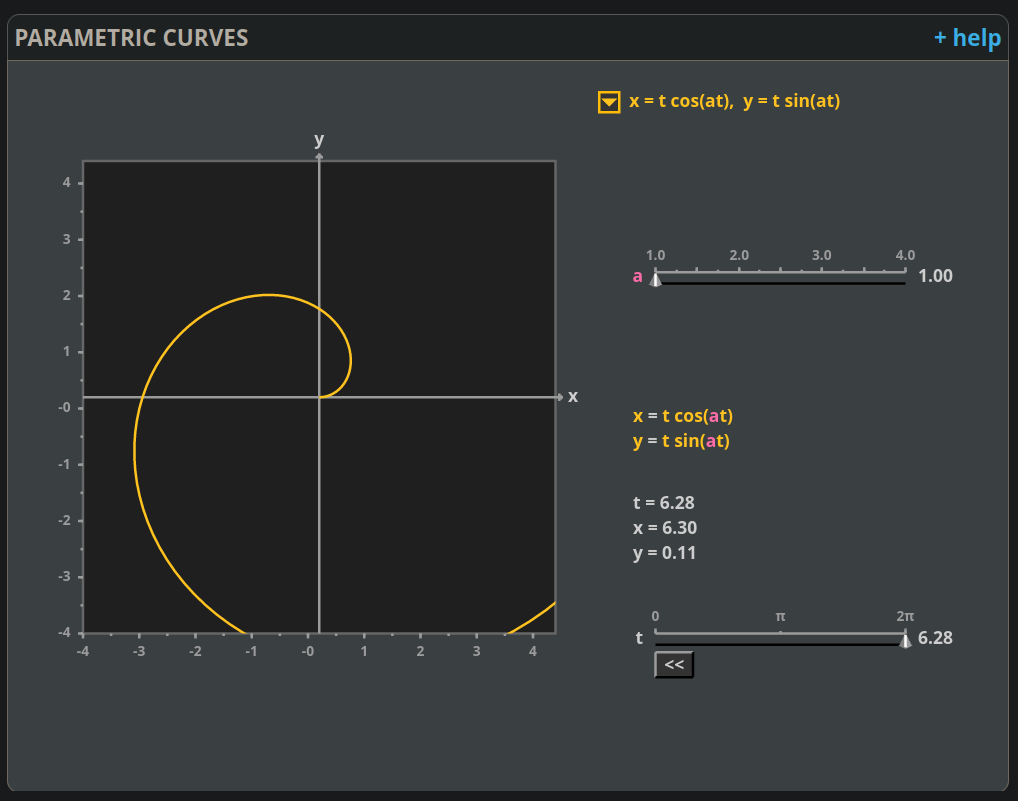 PARAMETRIC CURVES
+ help
x = t cos(at),  y = t sin(at)
y
4
3
2
1
-0
-1
-2
-3
-4
-4 -3 -2 -1 -0 1 2 3 4
x
1.0 2.0 3.0 4.0
a 1.00
x = t cos(at)
y = t sin(at)
t = 6.28
x = 6.30
y = 0.11
0 π 2π
t 6.28
<<